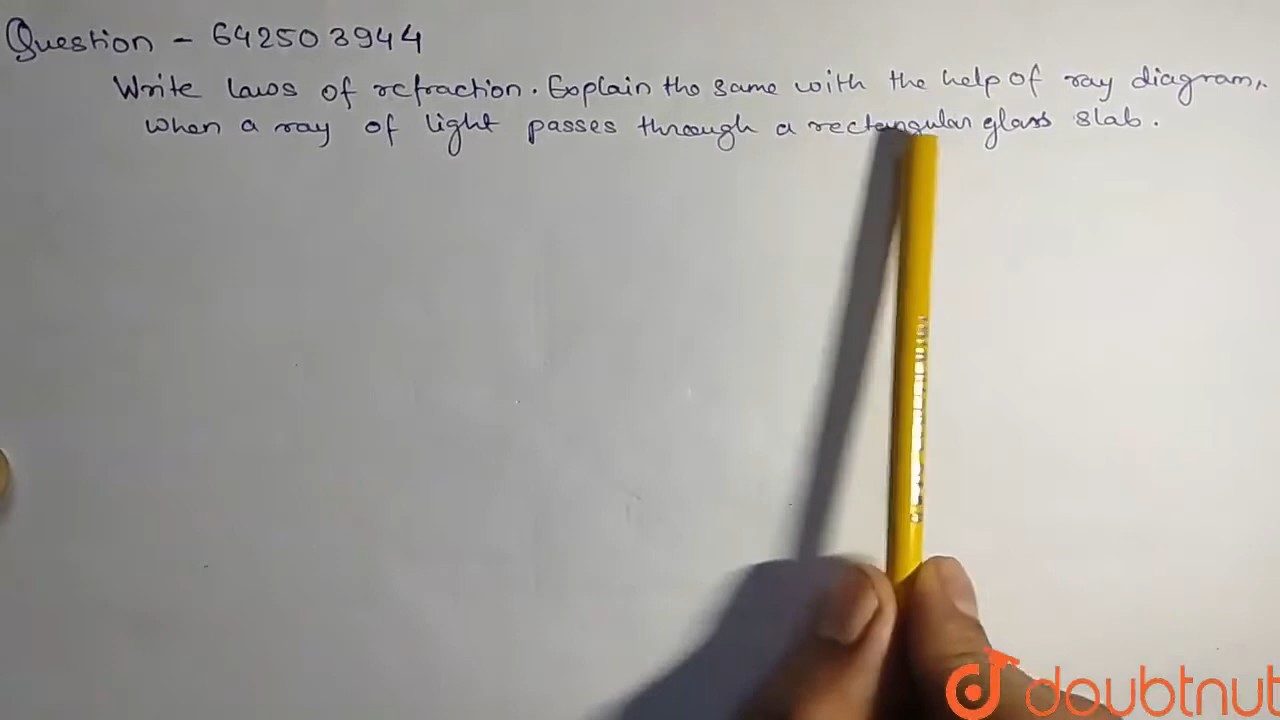 Question - 642503944
Write laws of refraction. Explain the same with the help of ray diagram,
when a ray of light passes through a rectangular glass slab.
doubtnut